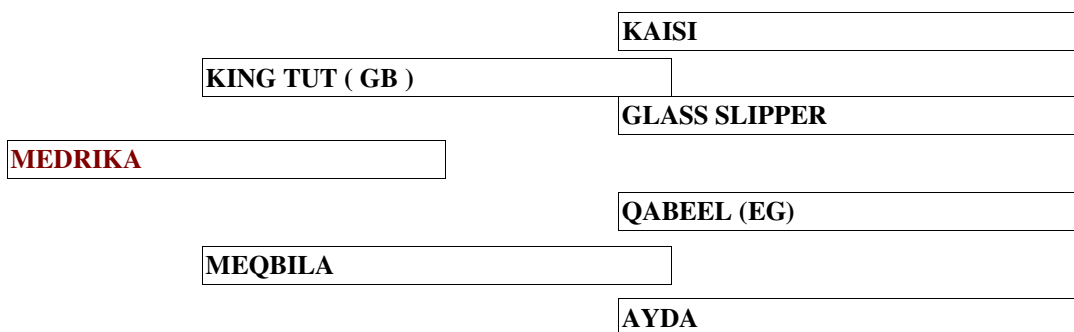 KAISI
KING TUT ( GB )
GLASS SLIPPER
MEDRIKA
QABEEL (EG)
MEQBILA
AYDA